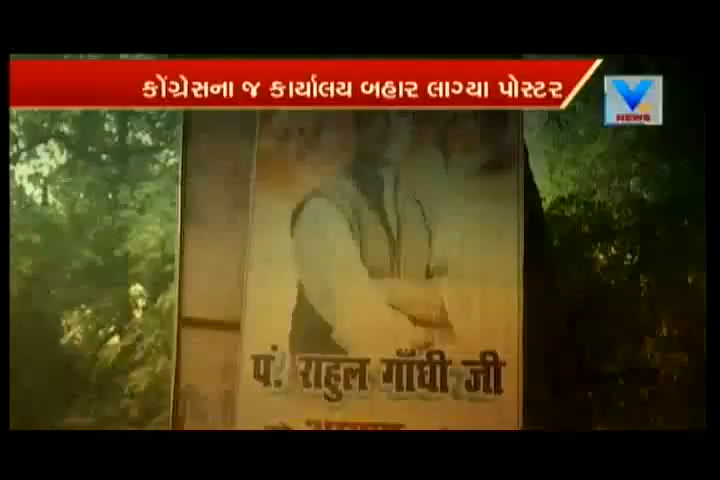 કોંગ્રેસના જ કાર્યાલય બહાર લાગ્યા પોસ્ટર
V
NEWS
पं. राहुल गाँधी जी